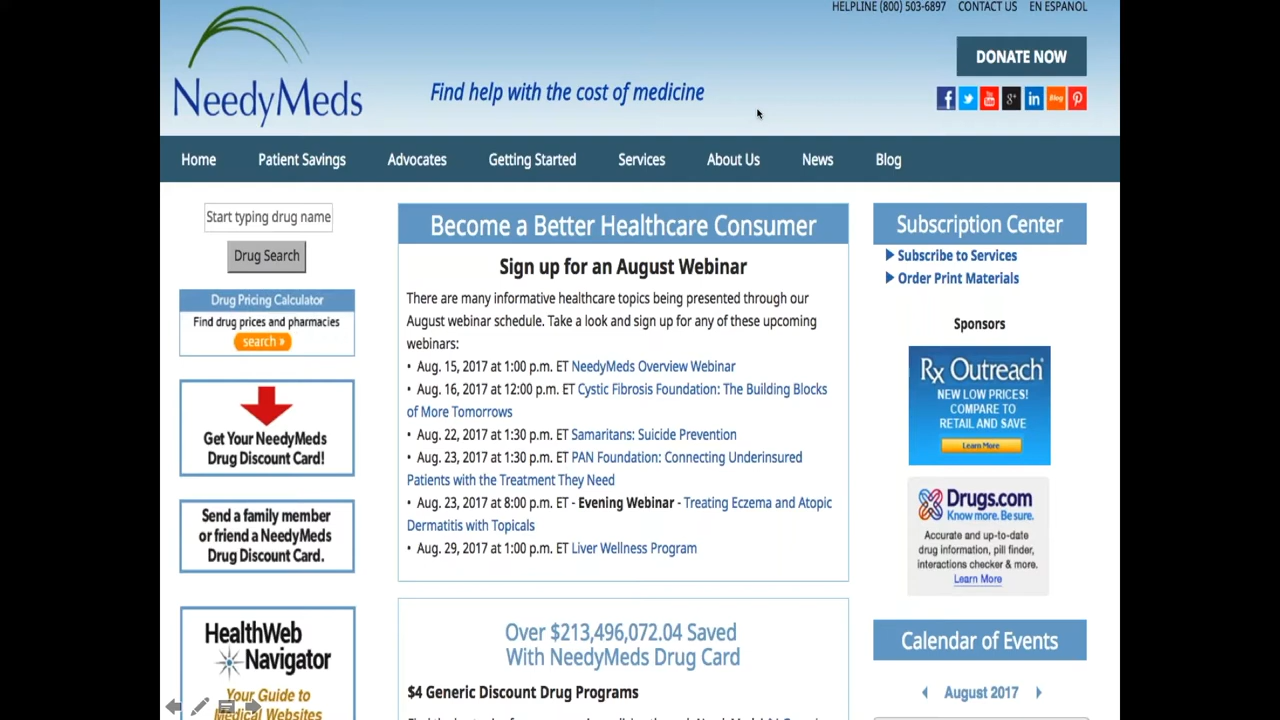 HELPLINE (800) 503-6897 CONTACT US EN ESPANOL
NeedyMeds
Find help with the cost of medicine
DONATE NOW
f
g+
in
Blog
Home Patient Savings Advocates Getting Started Services About Us News Blog
Start typing drug name
Drug Search
Drug Pricing Calculator
Find drug prices and pharmacies
search »
Get Your NeedyMeds
Drug Discount Card!
Send a family member
or friend a NeedyMeds
Drug Discount Card.
HealthWeb
Navigator
Your Guide to
Medical Websites
Become a Better Healthcare Consumer
Sign up for an August Webinar
There are many informative healthcare topics being presented through our
August webinar schedule. Take a look and sign up for any of these upcoming
webinars:
• Aug. 15, 2017 at 1:00 p.m. ET NeedyMeds Overview Webinar
• Aug. 16, 2017 at 12:00 p.m. ET Cystic Fibrosis Foundation: The Building Blocks
of More Tomorrows
• Aug. 22, 2017 at 1:30 p.m. ET Samaritans: Suicide Prevention
• Aug. 23, 2017 at 1:30 p.m. ET PAN Foundation: Connecting Underinsured
Patients with the Treatment They Need
• Aug. 23, 2017 at 8:00 p.m. ET - Evening Webinar - Treating Eczema and Atopic
Dermatitis with Topicals
• Aug. 29, 2017 at 1:00 p.m. ET Liver Wellness Program
Over $213,496,072.04 Saved
With NeedyMeds Drug Card
$4 Generic Discount Drug Programs
Subscription Center
Subscribe to Services
Order Print Materials
Sponsors
Rx Outreach
NEW LOW PRICES!
COMPARE TO
RETAIL AND SAVE
Learn More
Drugs.com
Know more. Be sure.
Accurate and up-to-date
drug information, pill finder,
interactions checker & more.
Learn More
Calendar of Events
August 2017